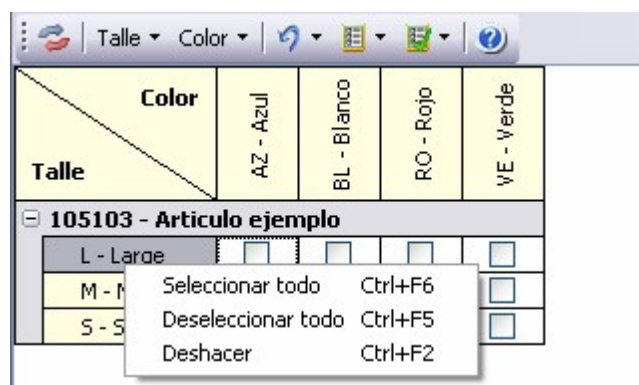 Talle Color
Color
Talle
AZ - Azul
BL - Blanco
RO - Rojo
VE - Verde
105103 - Articulo ejemplo
L - Large
M -
S - S
Seleccionar todo Ctrl+F6
Deseleccionar todo Ctrl+F5
Deshacer Ctrl+F2